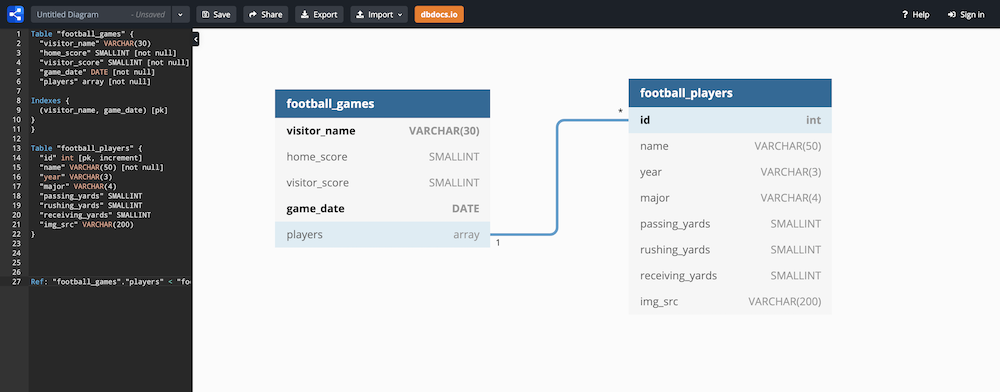 Untitled Diagram - Unsaved Save Share Export Import dbdocs.io ? Help Sign in
1 Table "football_games" {
2 "visitor_name" VARCHAR(30)
3 "home_score" SMALLINT [not null]
4 "visitor_score" SMALLINT [not null]
5 "game_date" DATE [not null]
6 "players" array [not null]
7
8 Indexes {
9 (visitor_name, game_date) [pk]
10 }
11 }
12
13 Table "football_players" {
14 "id" int [pk, increment]
15 "name" VARCHAR(50) [not null]
16 "year" VARCHAR(3)
17 "major" VARCHAR(4)
18 "passing_yards" SMALLINT
19 "rushing_yards" SMALLINT
20 "receiving_yards" SMALLINT
21 "img_src" VARCHAR(200)
22 }
23
24
25
26
27 Ref: "football_games"."players" < "foo
football_games
visitor_name VARCHAR(30)
home_score SMALLINT
visitor_score SMALLINT
game_date DATE
players array
1
*
football_players
id int
name VARCHAR(50)
year VARCHAR(3)
major VARCHAR(4)
passing_yards SMALLINT
rushing_yards SMALLINT
receiving_yards SMALLINT
img_src VARCHAR(200)